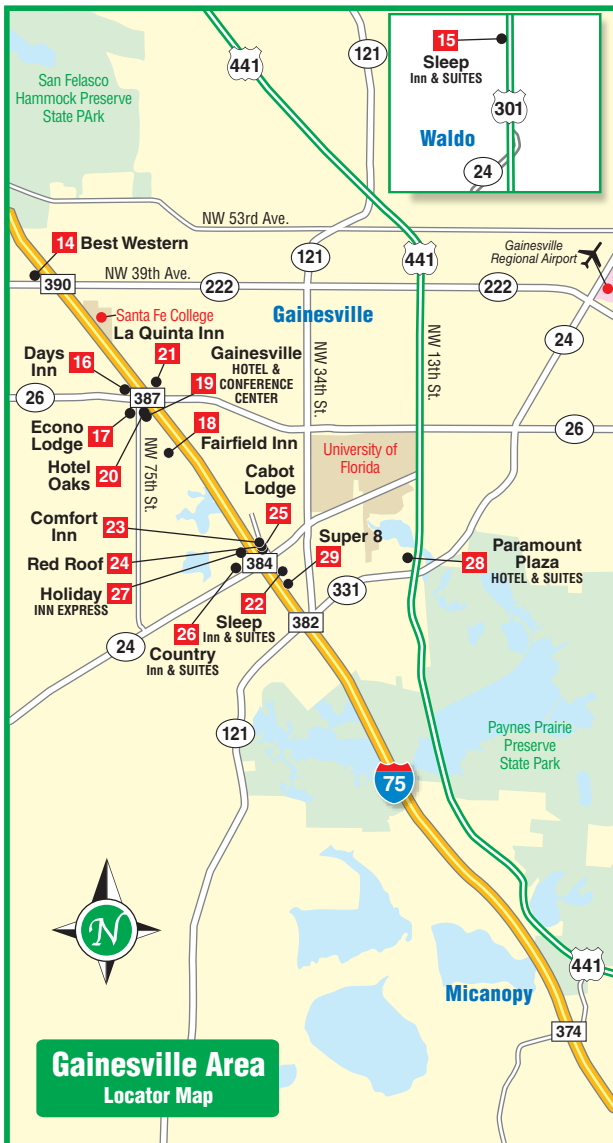 15
Sleep
Inn & SUITES
301
Waldo
24
121
441
San Felasco
Hammock Preserve
State PArk
NW 53rd Ave.
14 Best Western
390
NW 39th Ave.
222
121
441
222
Gainesville
Regional Airport
Santa Fe College
Gainesville
La Quinta Inn
21
Days
Inn
16
Gainesville
HOTEL &
CONFERENCE
CENTER
19
NW 34th St.
NW 13th St.
24
26
387
26
Econo
Lodge
17
18
Fairfield Inn
Hotel
Oaks
20
NW 75th St.
University of
Florida
Cabot
Lodge
25
Comfort
Inn
23
Red Roof 24
Holiday
INN EXPRESS
27
384
Super 8
29
28
Paramount
Plaza
HOTEL & SUITES
331
22
Sleep
Inn & SUITES
382
26
Country
Inn & SUITES
24
121
Paynes Prairie
Preserve
State Park
75
N
441
Micanopy
374
Gainesville Area
Locator Map